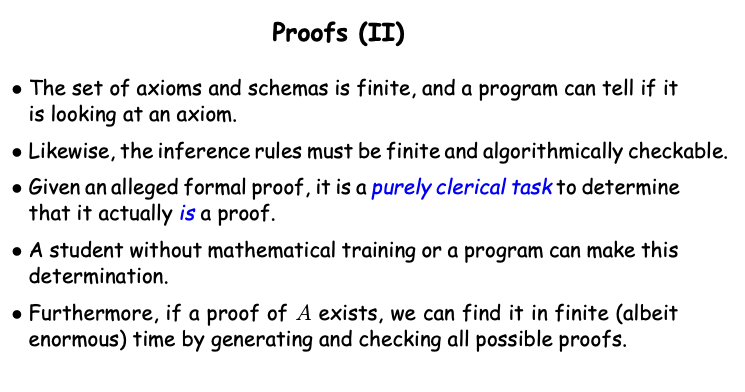 Proofs (II)
• The set of axioms and schemas is finite, and a program can tell if it
is looking at an axiom.
• Likewise, the inference rules must be finite and algorithmically checkable.
• Given an alleged formal proof, it is a purely clerical task to determine
that it actually is a proof.
• A student without mathematical training or a program can make this
determination.
• Furthermore, if a proof of A exists, we can find it in finite (albeit
enormous) time by generating and checking all possible proofs.